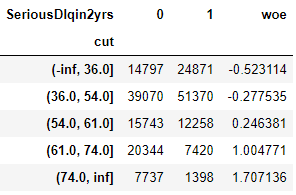 SeriousDlqin2yrs 0 1 woe
cut
(-inf, 36.0] 14797 24871 -0.523114
(36.0, 54.0] 39070 51370 -0.277535
(54.0, 61.0] 15743 12258 0.246381
(61.0, 74.0] 20344 7420 1.004771
(74.0, inf] 7737 1398 1.707136